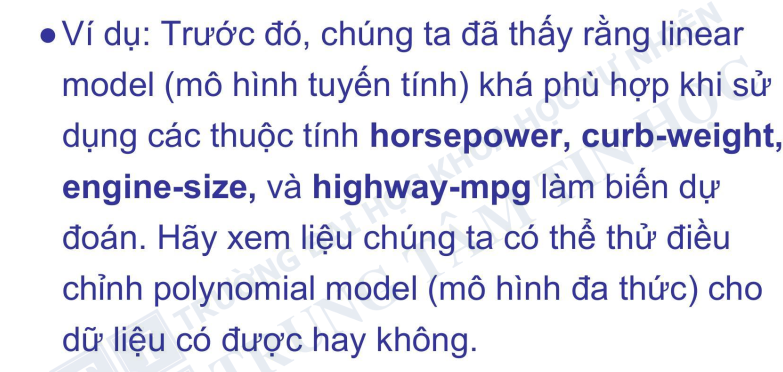 ● Ví dụ: Trước đó, chúng ta đã thấy rằng linear
model (mô hình tuyến tính) khá phù hợp khi sử
dụng các thuộc tính horsepower, curb-weight,
engine-size, và highway-mpg làm biến dự
đoán. Hãy xem liệu chúng ta có thể thử điều
chỉnh polynomial model (mô hình đa thức) cho
dữ liệu có được hay không.
TRƯỜNG ĐẠI HỌC KHOA HỌC TỰ NHIÊN
TRUNG TÂM TIN HỌC